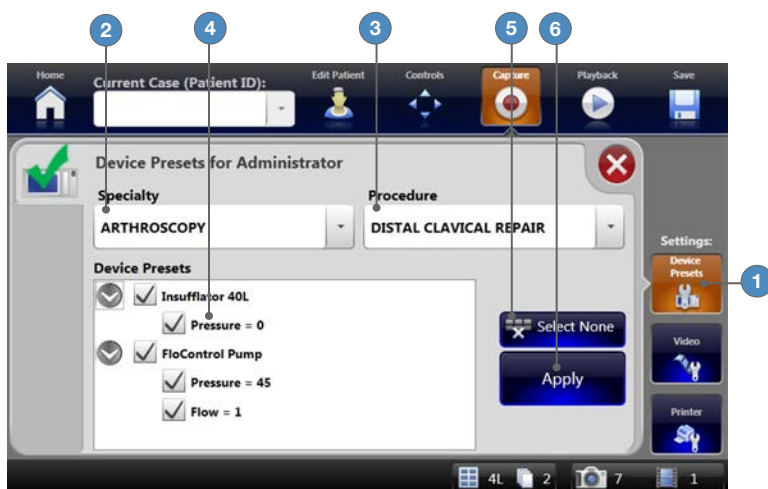 2
4
3
5
6
Home
Current Case (Patient ID):
Edit Patient
Controls
Capture
Playback
Save
Device Presets for Administrator
Specialty
Procedure
ARTHROSCOPY
DISTAL CLAVICAL REPAIR
Settings:
Device Presets
1
Device Presets
Insufflator 40L
Pressure = 0
FloControl Pump
Pressure = 45
Flow = 1
Select None
Apply
Video
Printer
4L
2
7
1